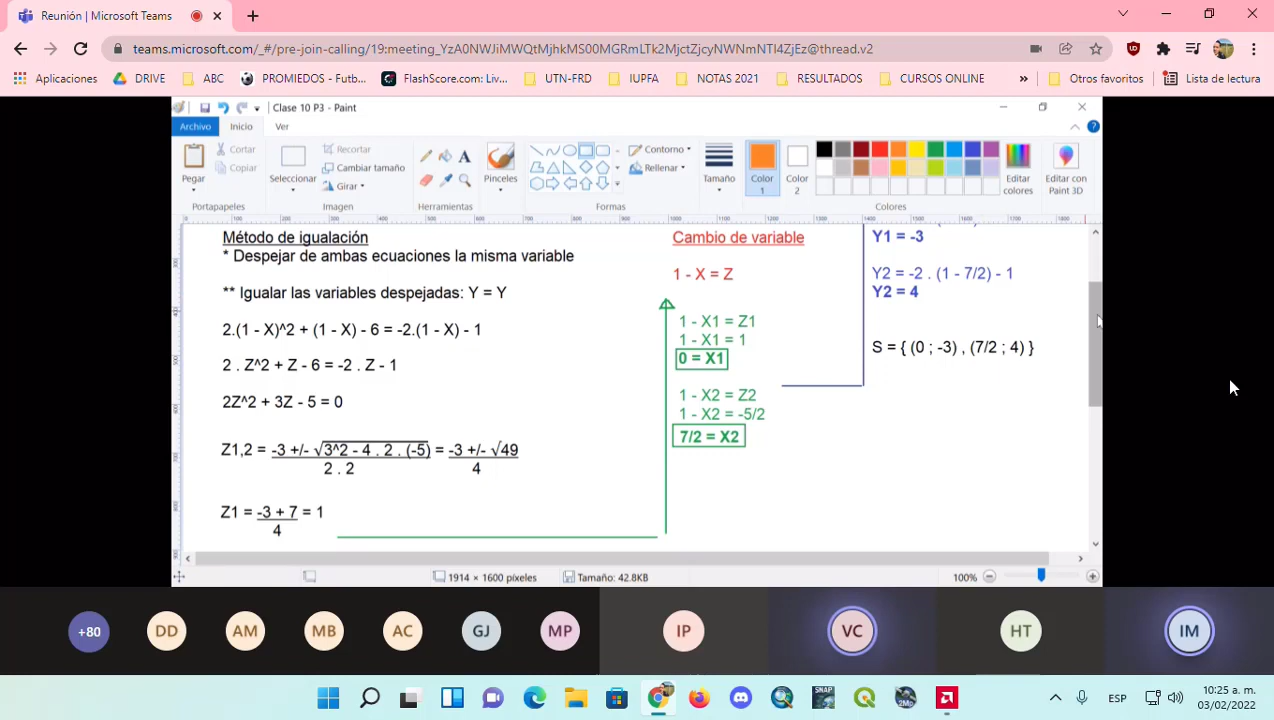 Reunión | Microsoft Teams
teams.microsoft.com/_#/pre-join-calling/19:meeting_YzA0NWJiMWQtMjhkMS00MGRmLTk2MjctZjcyNWNmNTI4ZjEz@thread.v2
Aplicaciones DRIVE ABC PROMIEDOS - Futb... FlashScore.com: Liv... UTN-FRD IUPFA NOTAS 2021 RESULTADOS CURSOS ONLINE » Otros favoritos Lista de lectura
Clase 10 P3 - Paint
Archivo Inicio Ver
Pegar
Cortar
Copiar
Portapapeles
Seleccionar
Recortar
Cambiar tamaño
Girar
Imagen
Pinceles
Herramientas
Contorno
Rellenar
Formas
Tamaño
Color 1
Color 2
Editar colores
Editar con Paint 3D
Colores
Método de igualación
* Despejar de ambas ecuaciones la misma variable
** Igualar las variables despejadas: Y = Y
2.(1 - X)^2 + (1 - X) - 6 = -2.(1 - X) - 1
2 . Z^2 + Z - 6 = -2 . Z - 1
2Z^2 + 3Z - 5 = 0
Z1,2 = -3 +/- √3^2 - 4 . 2 . (-5) = -3 +/- √49
2 . 2 4
Z1 = -3 + 7 = 1
4
Cambio de variable
1 - X = Z
1 - X1 = Z1
1 - X1 = 1
0 = X1
1 - X2 = Z2
1 - X2 = -5/2
7/2 = X2
Y1 = -3
Y2 = -2 . (1 - 7/2) - 1
Y2 = 4
S = { (0 ; -3) , (7/2 ; 4) }
1914 × 1600 píxeles Tamaño: 42.8KB 100%
+80 DD AM MB AC GJ MP IP VC HT IM
ESP
10:25 a. m.
03/02/2022